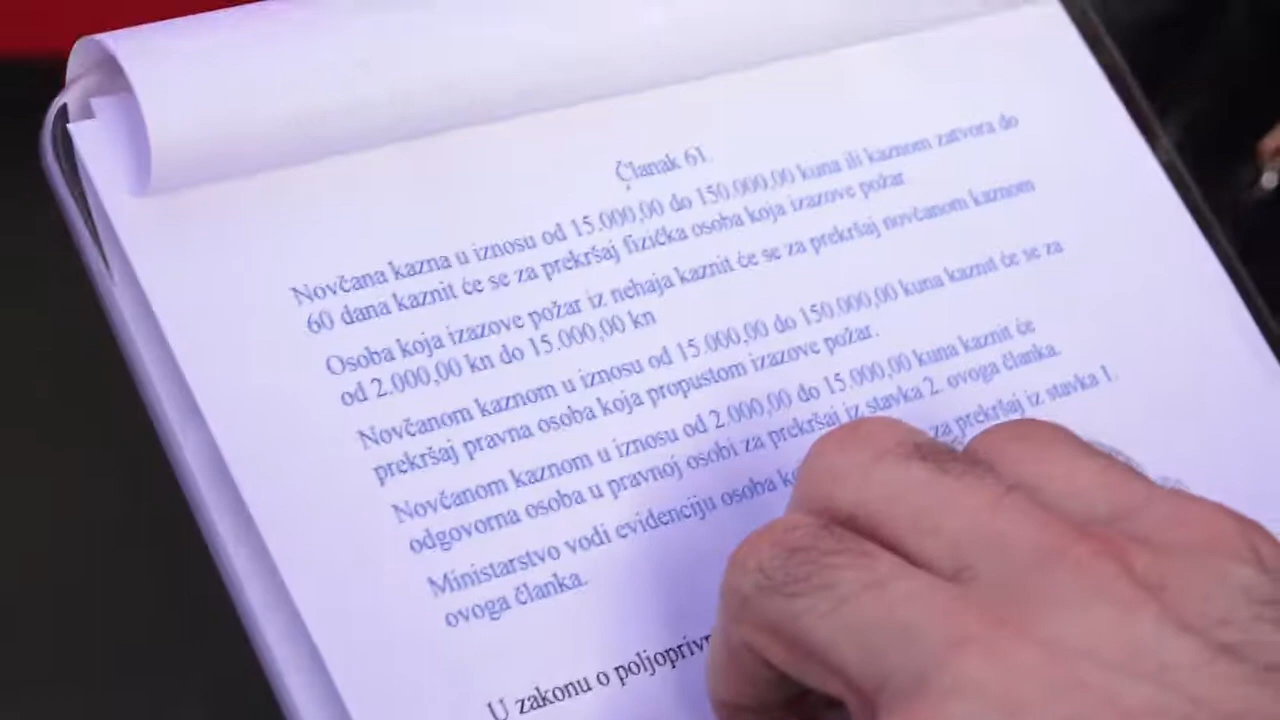 Članak 61.
Novčana kazna u iznosu od 15.000,00 do 150.000,00 kuna ili kaznom zatvora do
60 dana kaznit će se za prekršaj fizička osoba koja izazove požar
Osoba koja izazove požar iz nehaja kaznit će se za prekršaj novčanom kaznom
od 2.000,00 kn do 15.000,00 kn
Novčanom kaznom u iznosu od 15.000,00 do 150.000,00 kuna kaznit će se za
prekršaj pravna osoba koja propustom izazove požar.
Novčanom kaznom u iznosu od 2.000,00 do 15.000,00 kuna kaznit će
odgovorna osoba u pravnoj osobi za prekršaj iz stavka 2. ovoga članka.
Ministarstvo vodi evidenciju osoba za prekršaj iz stavka 1.
ovoga članka.
U zakonu o